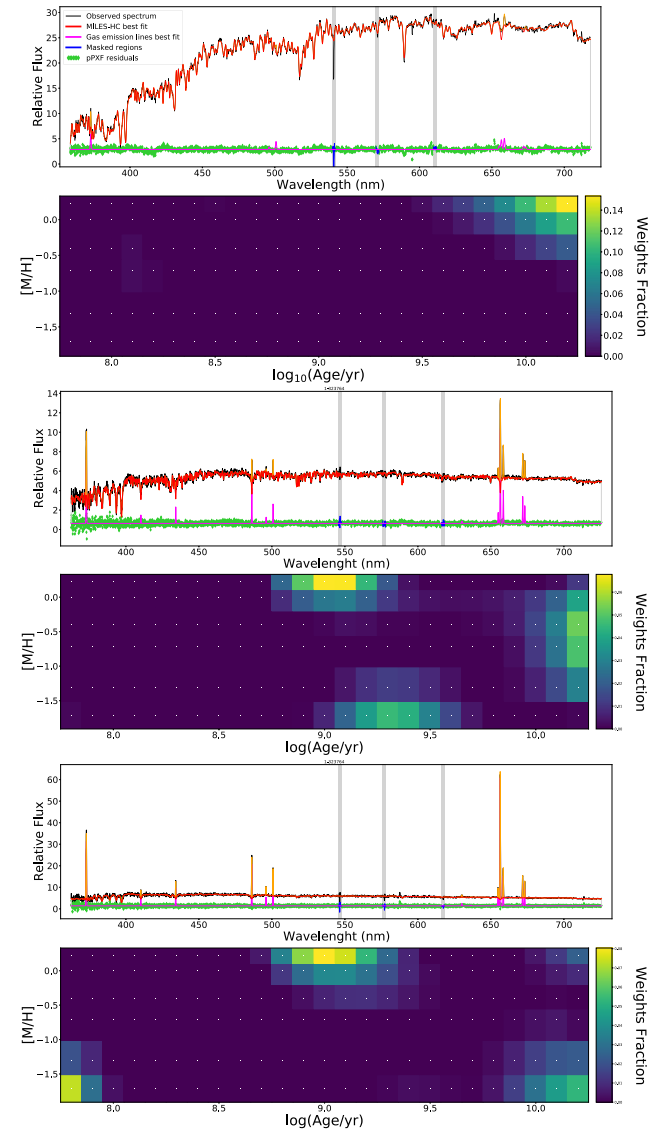 Observed spectrum
MILES-HC best fit
Gas emission lines best fit
Masked regions
pPXF residuals
Relative Flux
30
25
20
15
10
5
0
400 450 500 550 600 650 700
Wavelength (nm)
[M/H]
0.0
−0.5
−1.0
−1.5
8.0 8.5 9.0 9.5 10.0
log10(Age/yr)
0.14
0.12
0.10
0.08
0.06
0.04
0.02
0.00
Weights Fraction
1-323764
Relative Flux
14
12
10
8
6
4
2
0
400 450 500 550 600 650 700
Wavelenght (nm)
[M/H]
0.0
−0.5
−1.0
−1.5
8.0 8.5 9.0 9.5 10.0
log(Age/yr)
Weights Fraction
1-323764
Relative Flux
60
50
40
30
20
10
0
400 450 500 550 600 650 700
Wavelenght (nm)
[M/H]
0.0
−0.5
−1.0
−1.5
8.0 8.5 9.0 9.5 10.0
log(Age/yr)
Weights Fraction